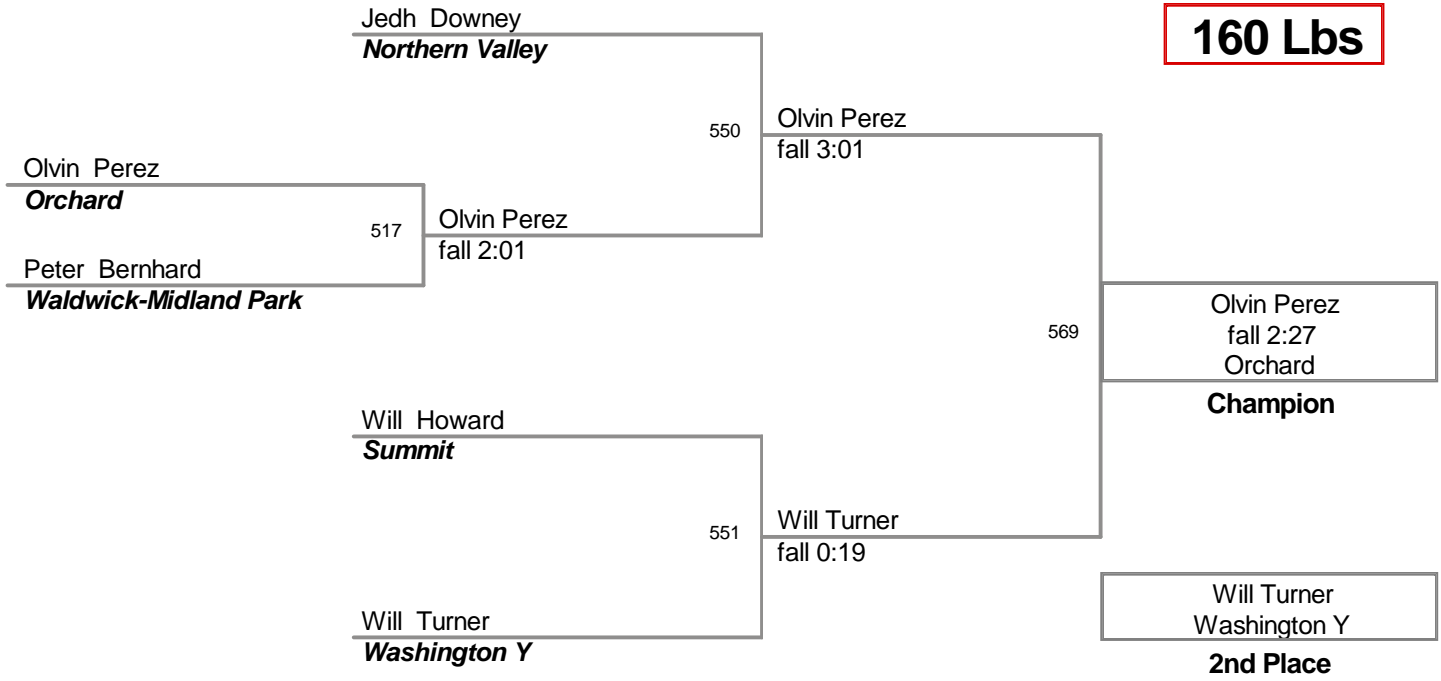 Jedh Downey
Northern Valley
160 Lbs
550
Olvin Perez
fall 3:01
Olvin Perez
Orchard
517
Olvin Perez
fall 2:01
Peter Bernhard
Waldwick-Midland Park
569
Olvin Perez
fall 2:27
Orchard
Champion
Will Howard
Summit
551
Will Turner
fall 0:19
Will Turner
Washington Y
Will Turner
Washington Y
2nd Place